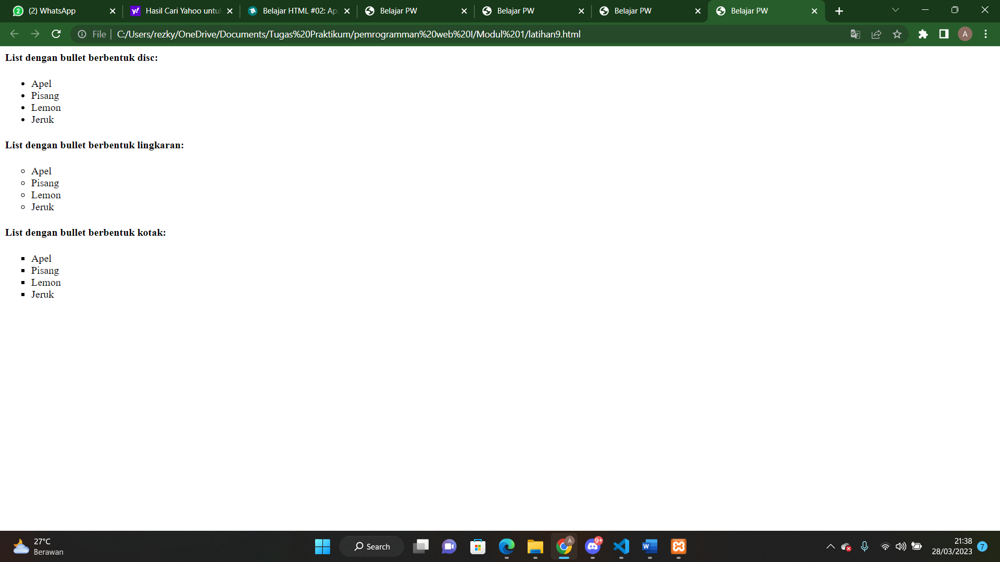 (2) WhatsApp
Hasil Cari Yahoo untuk
Belajar HTML #02: Apa
Belajar PW
Belajar PW
Belajar PW
Belajar PW
File
C:/Users/rezky/OneDrive/Documents/Tugas%20Praktikum/pemrogramman%20web%20I/Modul%201/latihan9.html
A
List dengan bullet berbentuk disc:
Apel
Pisang
Lemon
Jeruk
List dengan bullet berbentuk lingkaran:
Apel
Pisang
Lemon
Jeruk
List dengan bullet berbentuk kotak:
Apel
Pisang
Lemon
Jeruk
27°C
Berawan
Search
A
9+
21:38
28/03/2023
7